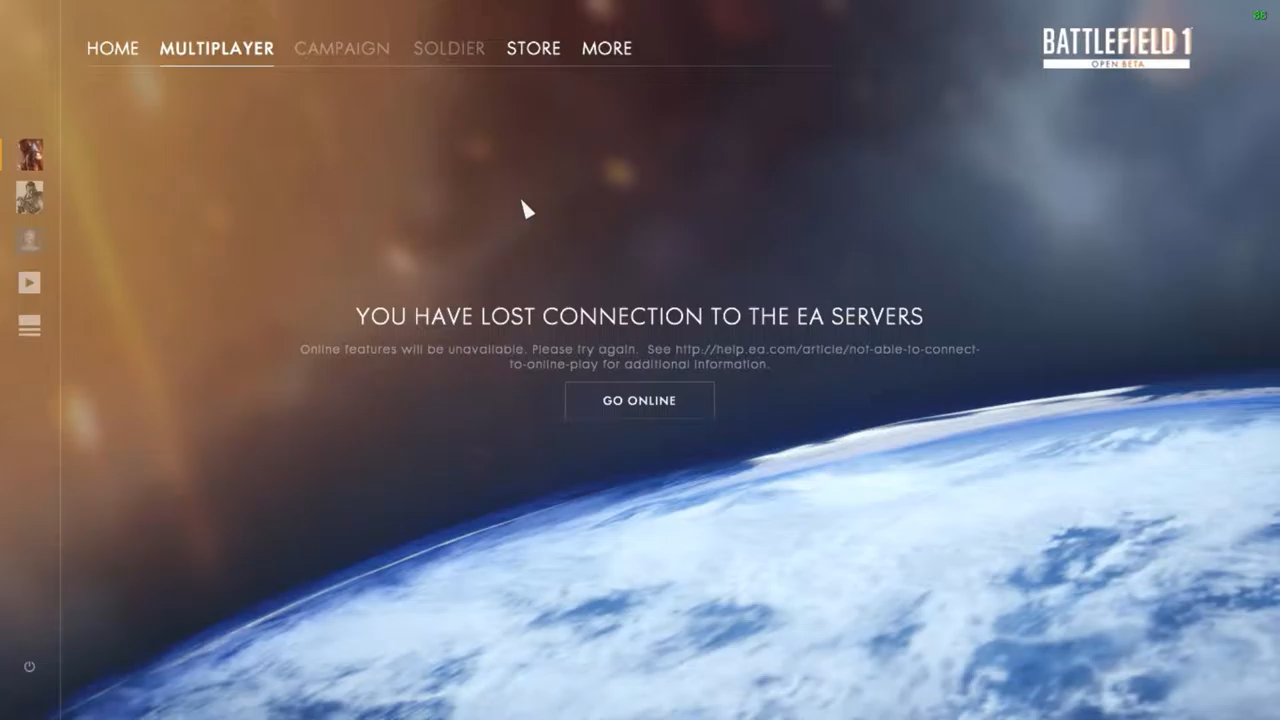 66
HOME MULTIPLAYER CAMPAIGN SOLDIER STORE MORE
BATTLEFIELD 1
OPEN BETA
YOU HAVE LOST CONNECTION TO THE EA SERVERS
Online features will be unavailable. Please try again. See http://help.ea.com/article/not-able-to-connect-
to-online-play for additional information.
GO ONLINE